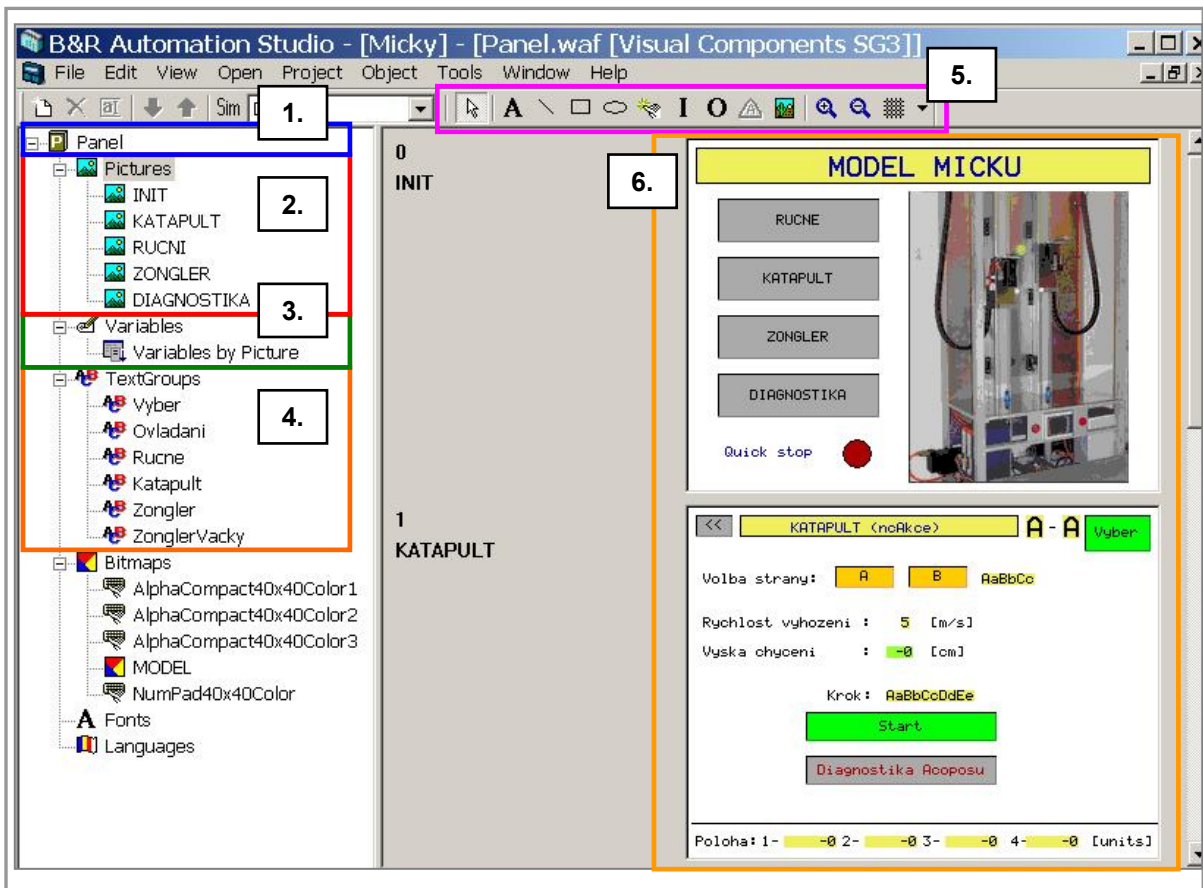 B&R Automation Studio - [Micky] - [Panel.waf [Visual Components SG3]]
File Edit View Open Project Object Tools Window Help
5.
Sim
A I O A
1.
Panel
Pictures
INIT
KATAPULT
RUCNI
ZONGLER
DIAGNOSTIKA
2.
3.
Variables
Variables by Picture
TextGroups
Vyber
Ovladani
Rucne
Katapult
Zongler
ZonglerVacky
4.
Bitmaps
AlphaCompact40x40Color1
AlphaCompact40x40Color2
AlphaCompact40x40Color3
MODEL
NumPad40x40Color
A Fonts
Languages
0
INIT
6.
MODEL MICKU
RUCNE
KATAPULT
ZONGLER
DIAGNOSTIKA
Quick stop
1
KATAPULT
<< KATAPULT (ncAkce) A - A Vyber
Volba strany: A B AaBbCc
Rychlost vyhozeni : 5 [m/s]
Vyska chyceni : -0 [cm]
Krok: AaBbCcDdEe
Start
Diagnostika Acoposu
Poloha: 1- -0 2- -0 3- -0 4- -0 [units]